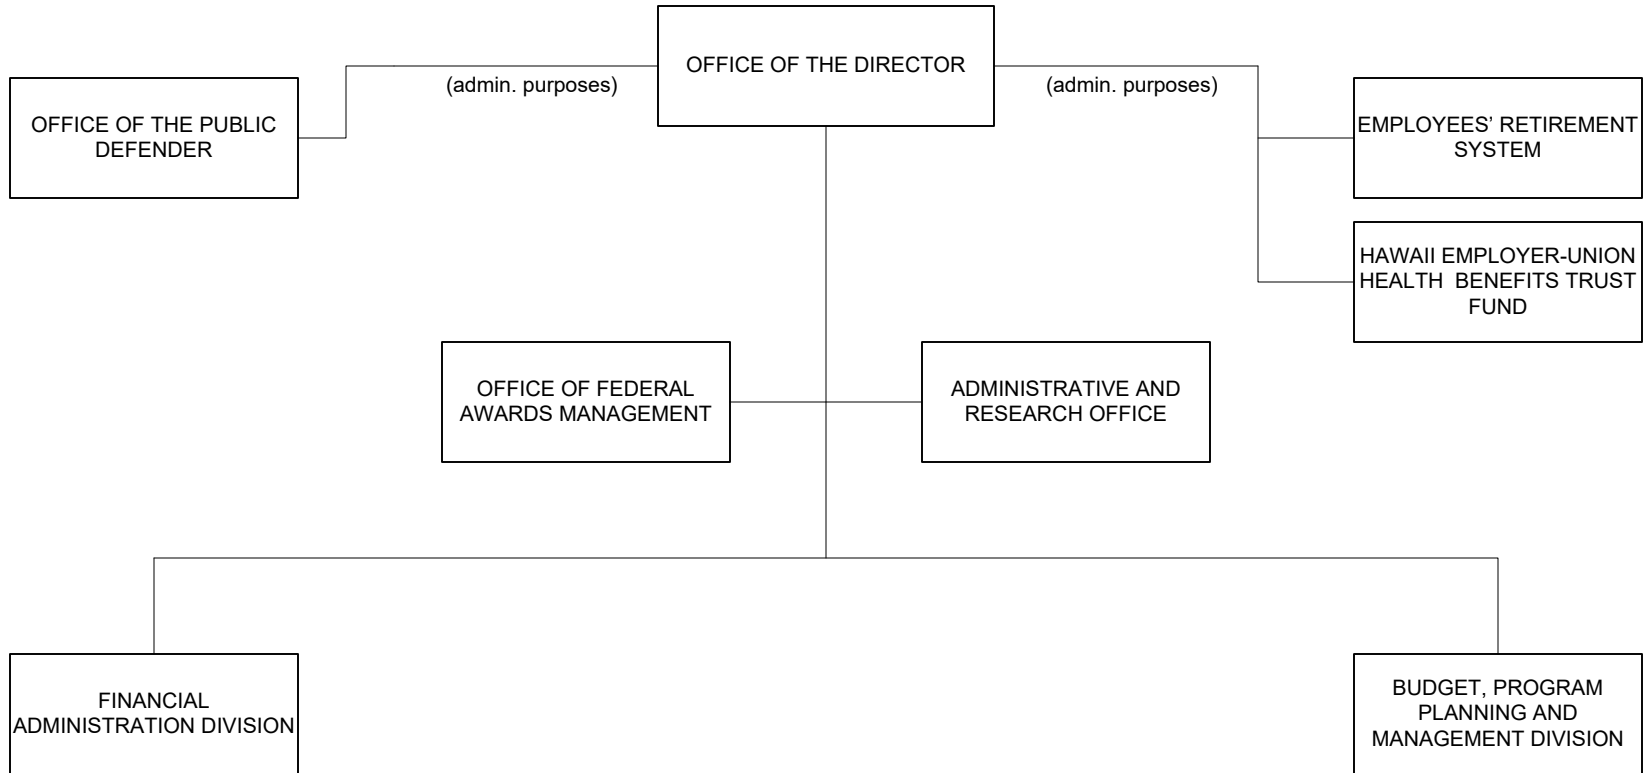 OFFICE OF THE DIRECTOR
(admin. purposes)
(admin. purposes)
OFFICE OF THE PUBLIC
DEFENDER
EMPLOYEES’ RETIREMENT
SYSTEM
HAWAII EMPLOYER-UNION
HEALTH  BENEFITS TRUST
FUND
OFFICE OF FEDERAL
AWARDS MANAGEMENT
ADMINISTRATIVE AND
RESEARCH OFFICE
FINANCIAL
ADMINISTRATION DIVISION
BUDGET, PROGRAM
PLANNING AND
MANAGEMENT DIVISION